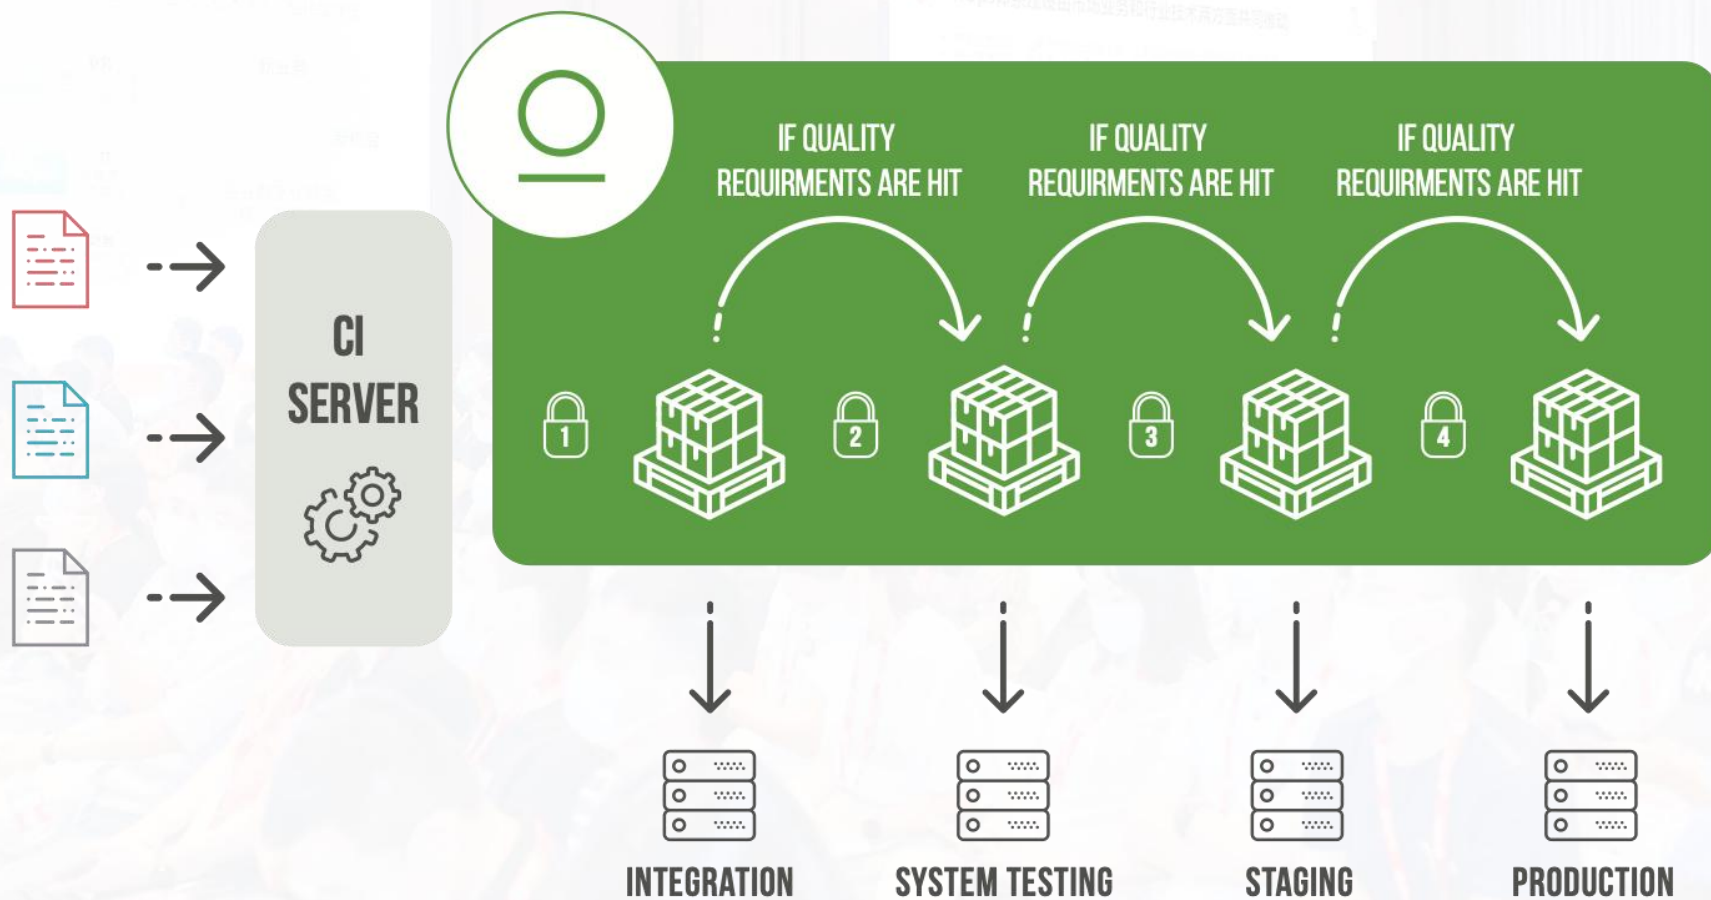 IF QUALITY
REQUIRMENTS ARE HIT
IF QUALITY
REQUIRMENTS ARE HIT
IF QUALITY
REQUIRMENTS ARE HIT
CI
SERVER
1
2
3
4
INTEGRATION
SYSTEM TESTING
STAGING
PRODUCTION